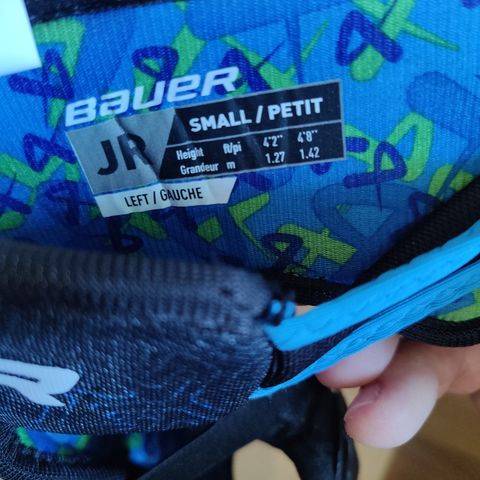 BAUER
JR
SMALL / PETIT
Height ft/pi 4'2" 4'8"
Grandeur m 1.27 1.42
LEFT / GAUCHE